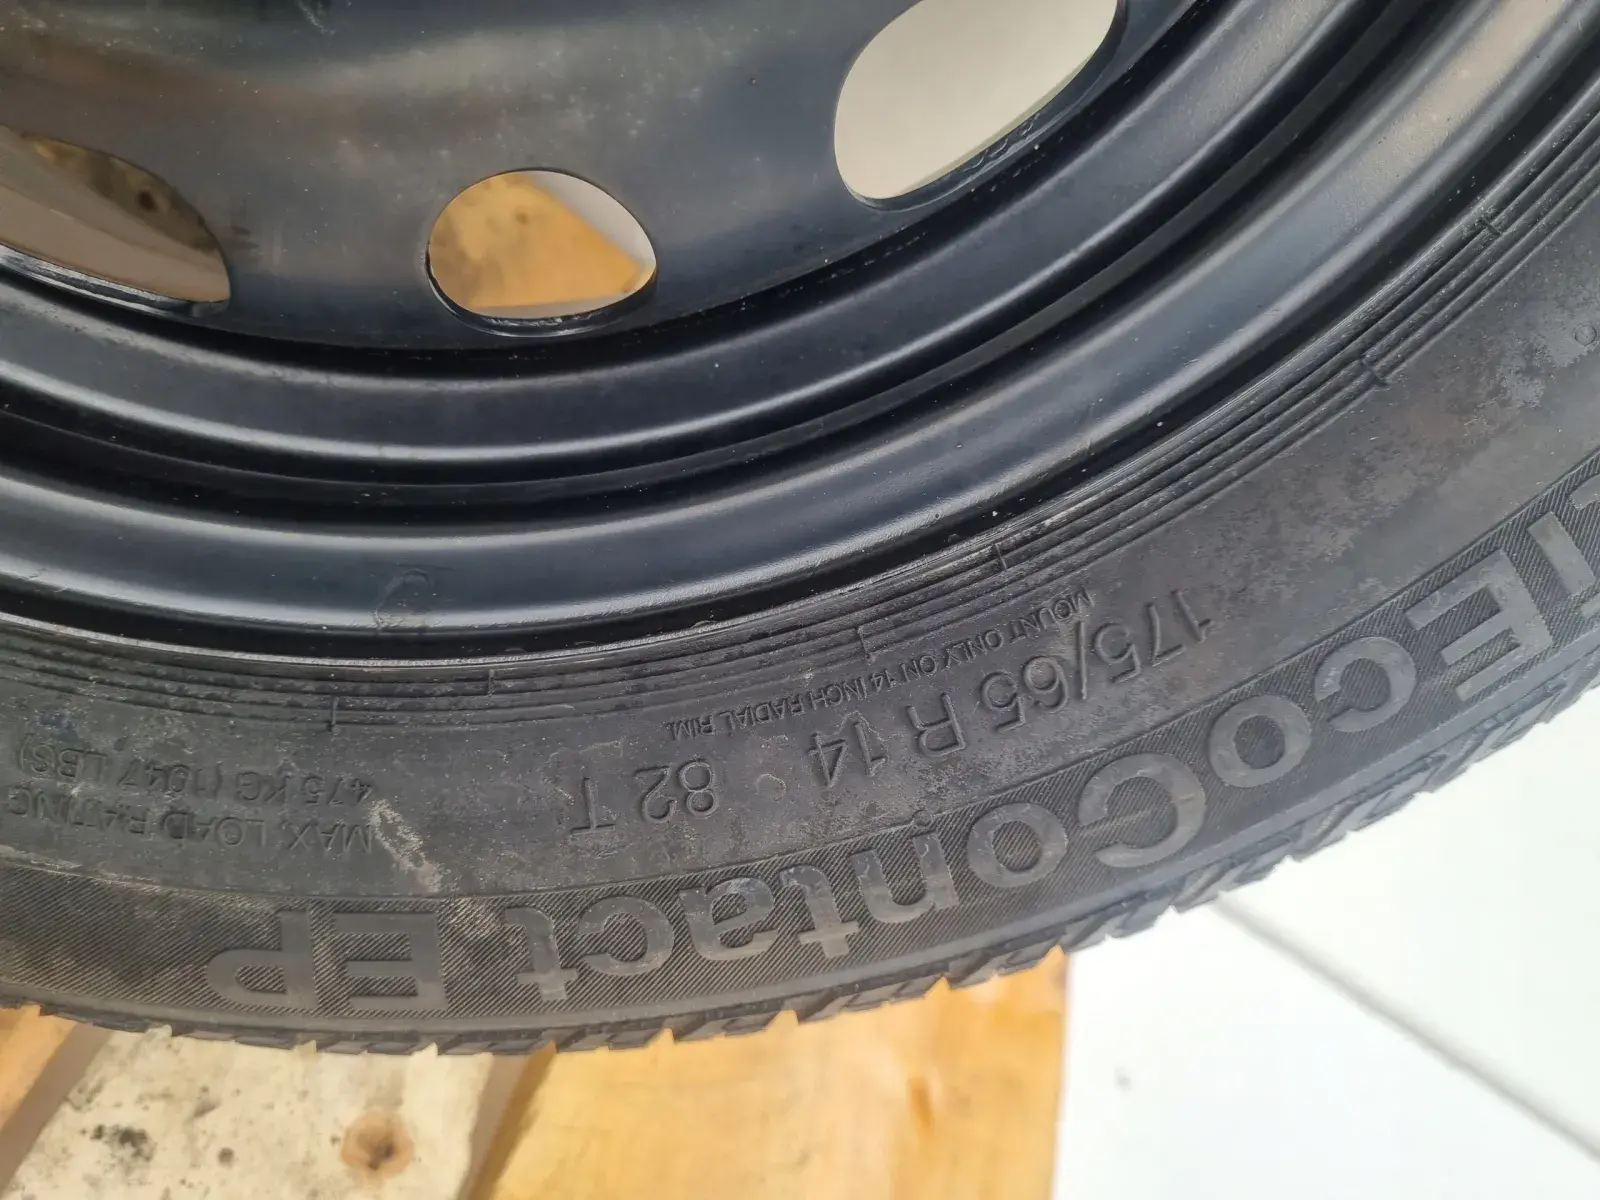 EcoContact EP
175/65 R 14 82 T
MOUNT ONLY ON 14 INCH RADIAL RIM.
MAX. LOAD RATING
475 KG (1047 LBS)